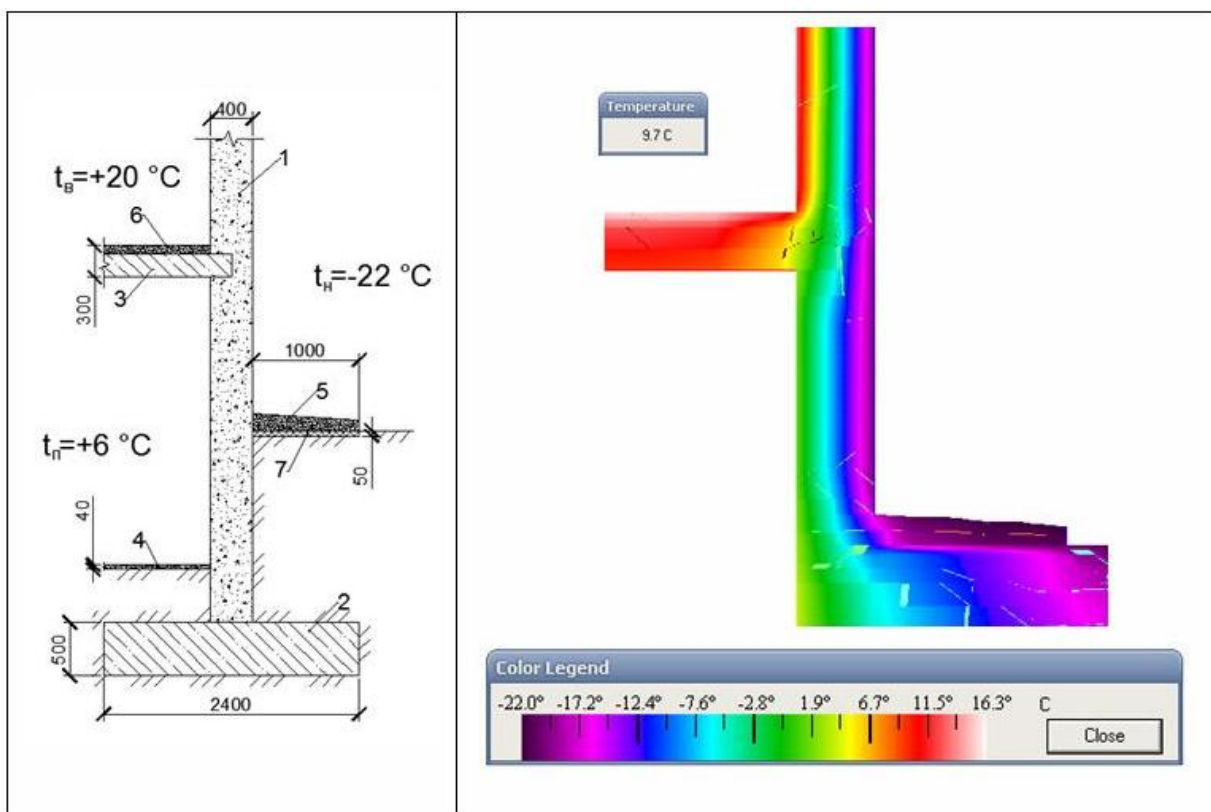 400
1
tв=+20 °C
6
3
300
tн=-22 °C
1000
5
7
50
tп=+6 °C
40
4
2
500
2400
Temperature
9.7 C
Color Legend
-22.0° -17.2° -12.4° -7.6° -2.8° 1.9° 6.7° 11.5° 16.3° C
Close